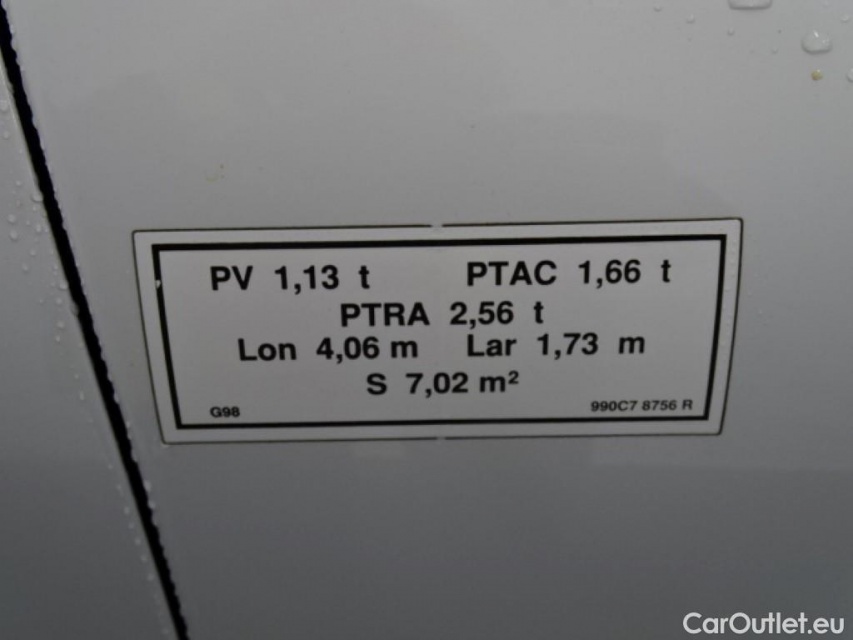 PV 1,13 t PTAC 1,66 t
PTRA 2,56 t
Lon 4,06 m Lar 1,73 m
S 7,02 m²
G98 990C7 8756 R
CarOutlet.eu